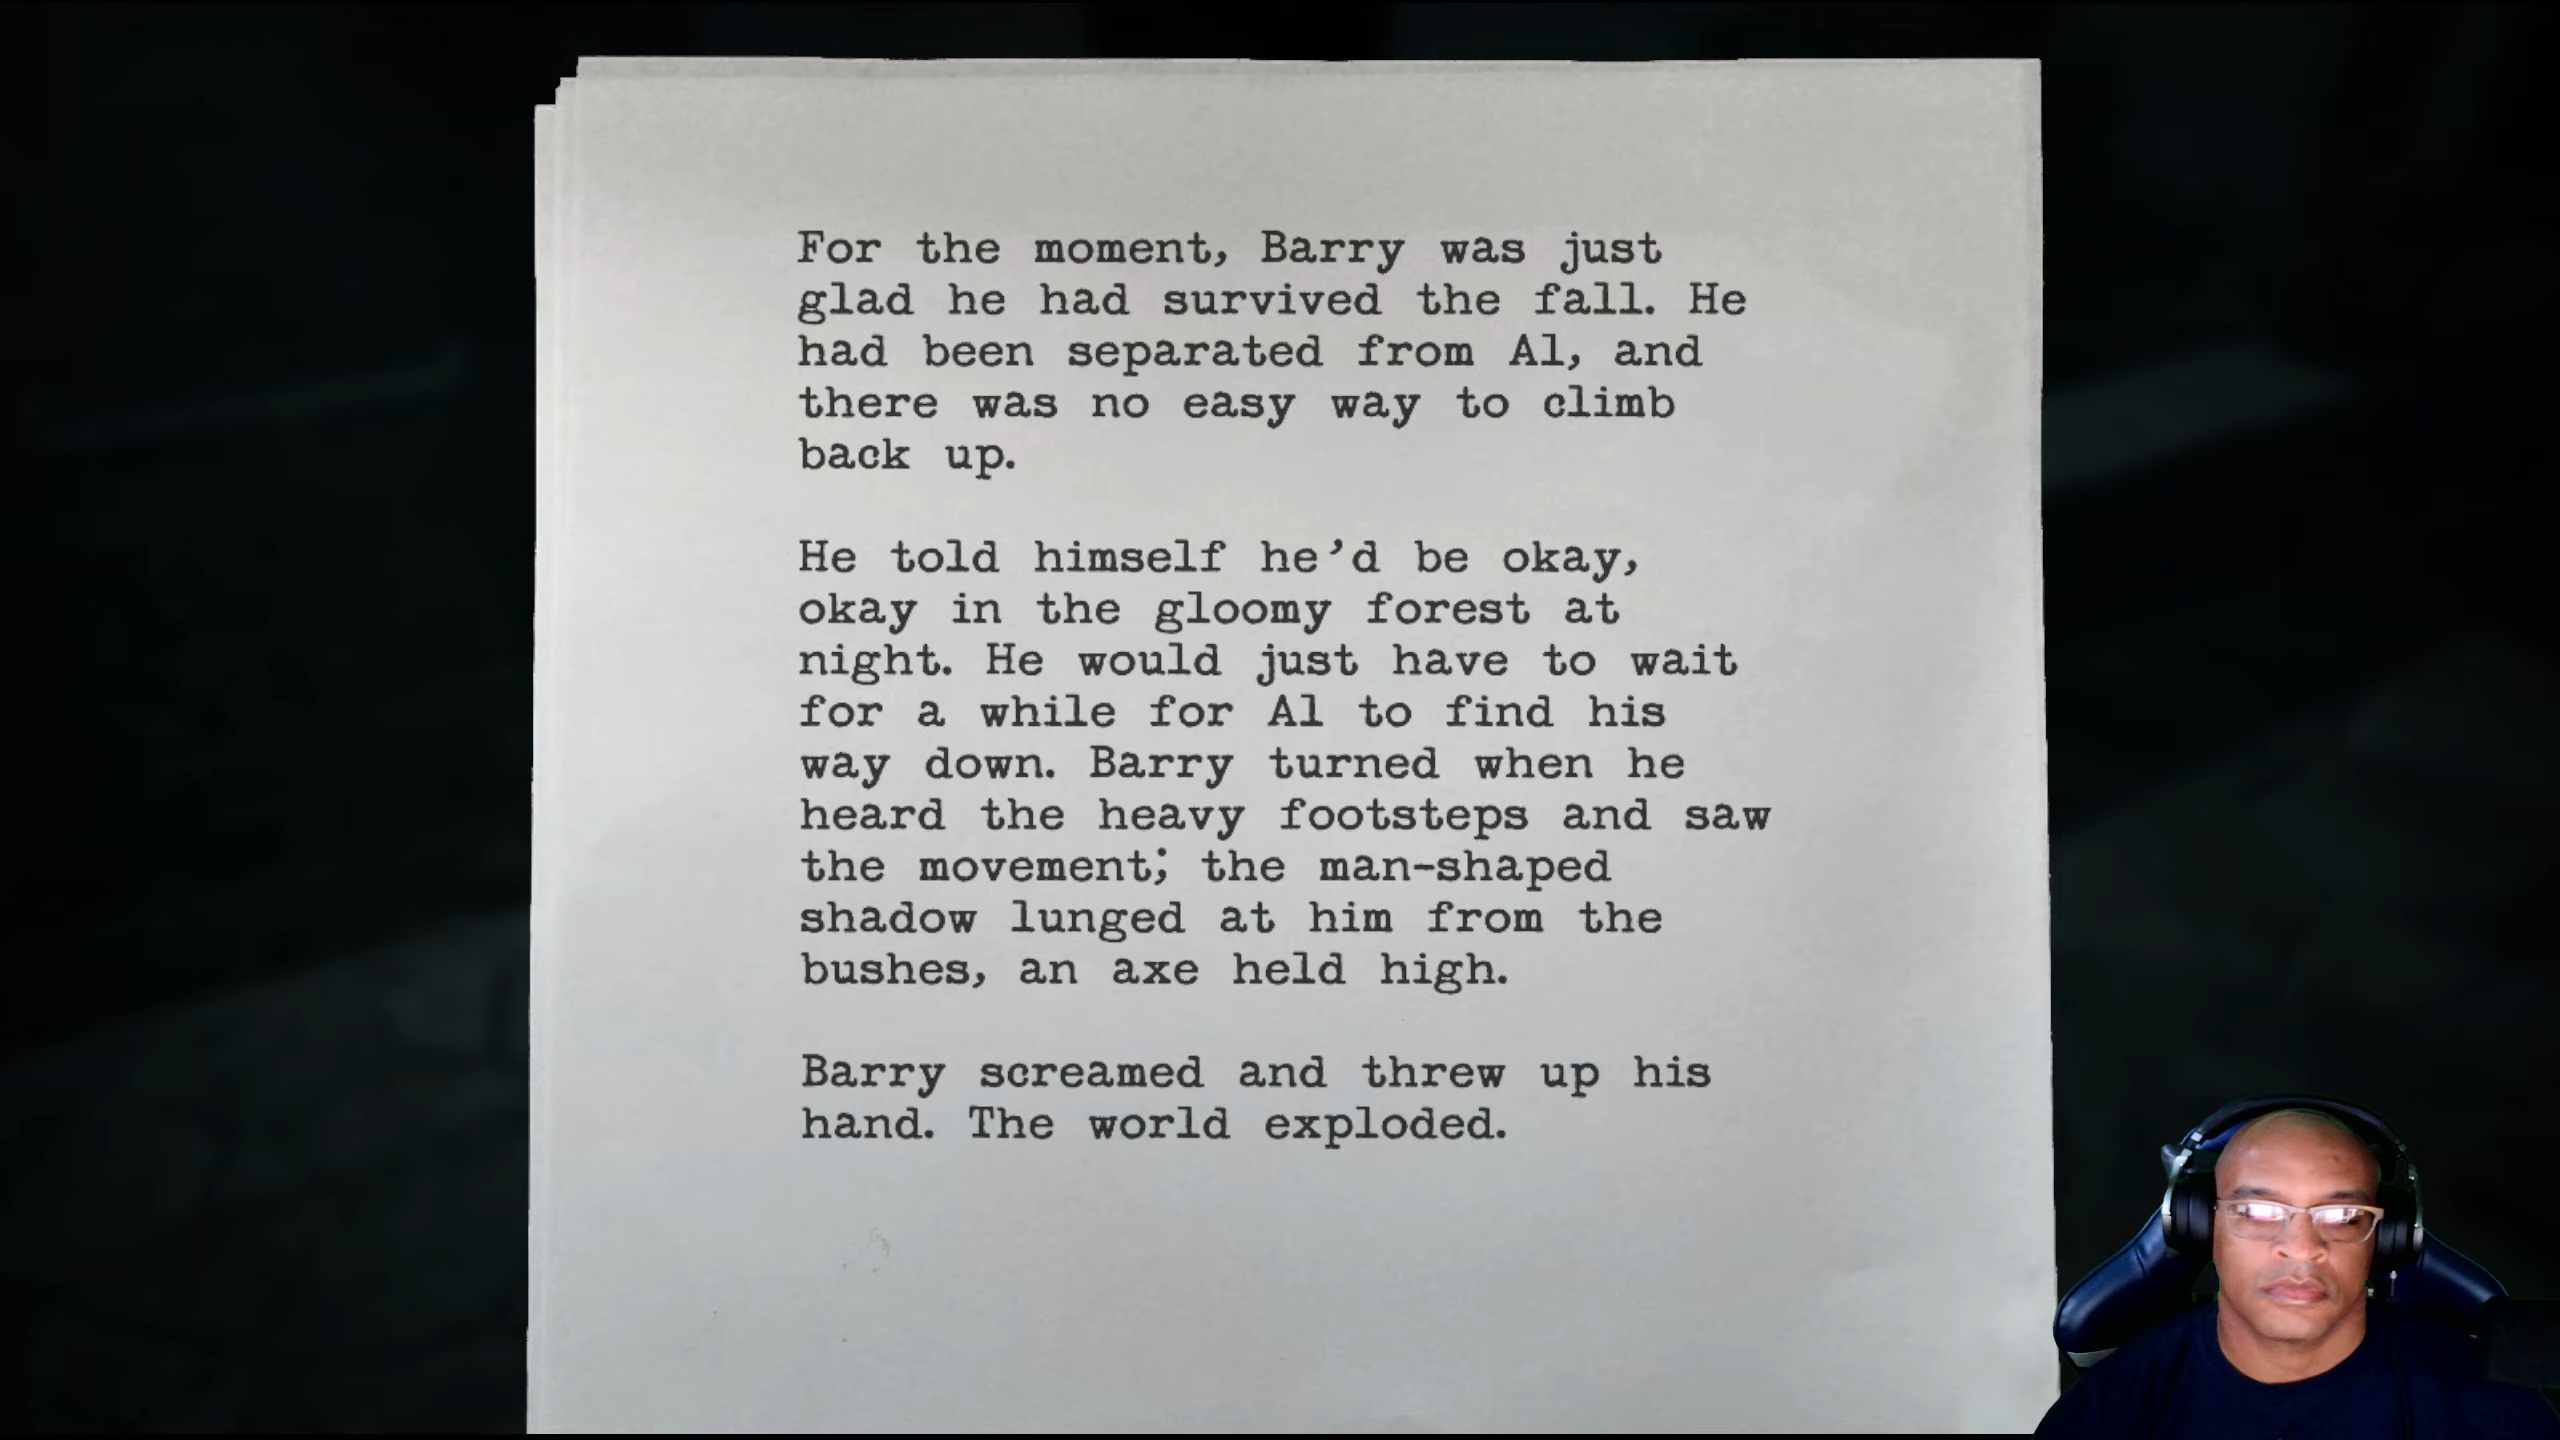 For the moment, Barry was just
glad he had survived the fall. He
had been separated from Al, and
there was no easy way to climb
back up.
He told himself he’d be okay,
okay in the gloomy forest at
night. He would just have to wait
for a while for Al to find his
way down. Barry turned when he
heard the heavy footsteps and saw
the movement; the man-shaped
shadow lunged at him from the
bushes, an axe held high.
Barry screamed and threw up his
hand. The world exploded.